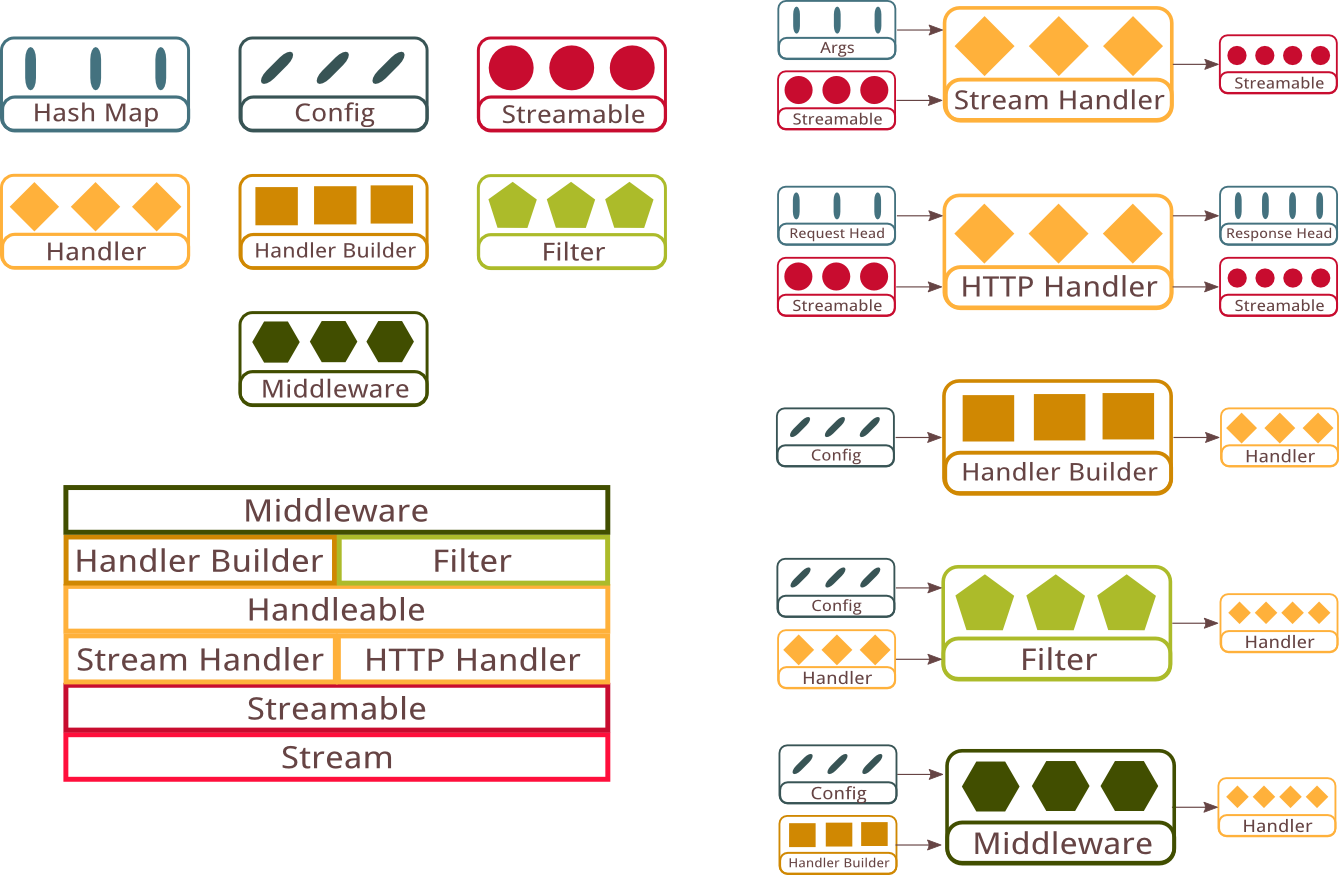 Hash Map
Config
Streamable
Handler
Handler Builder
Filter
Middleware
Middleware
Handler Builder
Filter
Handleable
Stream Handler
HTTP Handler
Streamable
Stream
Args
Streamable
Stream Handler
Streamable
Request Head
Streamable
HTTP Handler
Response Head
Streamable
Config
Handler Builder
Handler
Config
Handler
Filter
Handler
Config
Handler Builder
Middleware
Handler